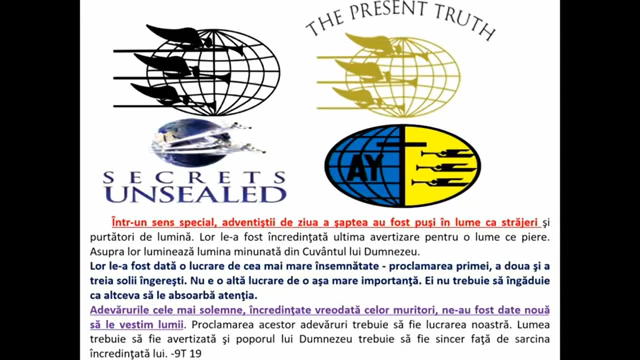 THE PRESENT TRUTH
SECRETS
UNSEALED
AY
Într-un sens special, adventiştii de ziua a şaptea au fost puşi în lume ca străjeri şi
purtători de lumină. Lor le-a fost încredinţată ultima avertizare pentru o lume ce piere.
Asupra lor luminează lumina minunată din Cuvântul lui Dumnezeu.
Lor le-a fost dată o lucrare de cea mai mare însemnătate - proclamarea primei, a doua şi a
treia solii îngereşti. Nu e o altă lucrare de o aşa mare importanţă. Ei nu trebuie să îngăduie
ca altceva să le absoarbă atenţia.
Adevărurile cele mai solemne, încredinţate vreodată celor muritori, ne-au fost date nouă
să le vestim lumii. Proclamarea acestor adevăruri trebuie să fie lucrarea noastră. Lumea
trebuie să fie avertizată şi poporul lui Dumnezeu trebuie să fie sincer faţă de sarcina
încredinţată lui. -9T 19